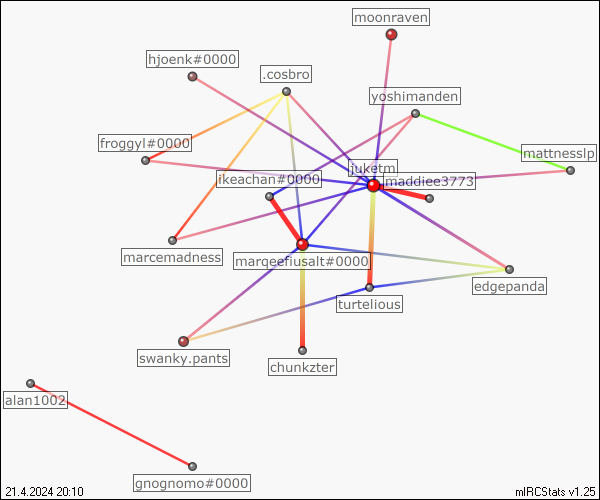 moonraven
hjoenk#0000
.cosbro
yoshimanden
froggyl#0000
mattnesslp
juketm
ikeachan#0000
maddiee3773
marcemadness
marqeefiusalt#0000
edgepanda
turtelious
swanky.pants
chunkzter
alan1002
gnognomo#0000
21.4.2024 20:10
mIRCStats v1.25